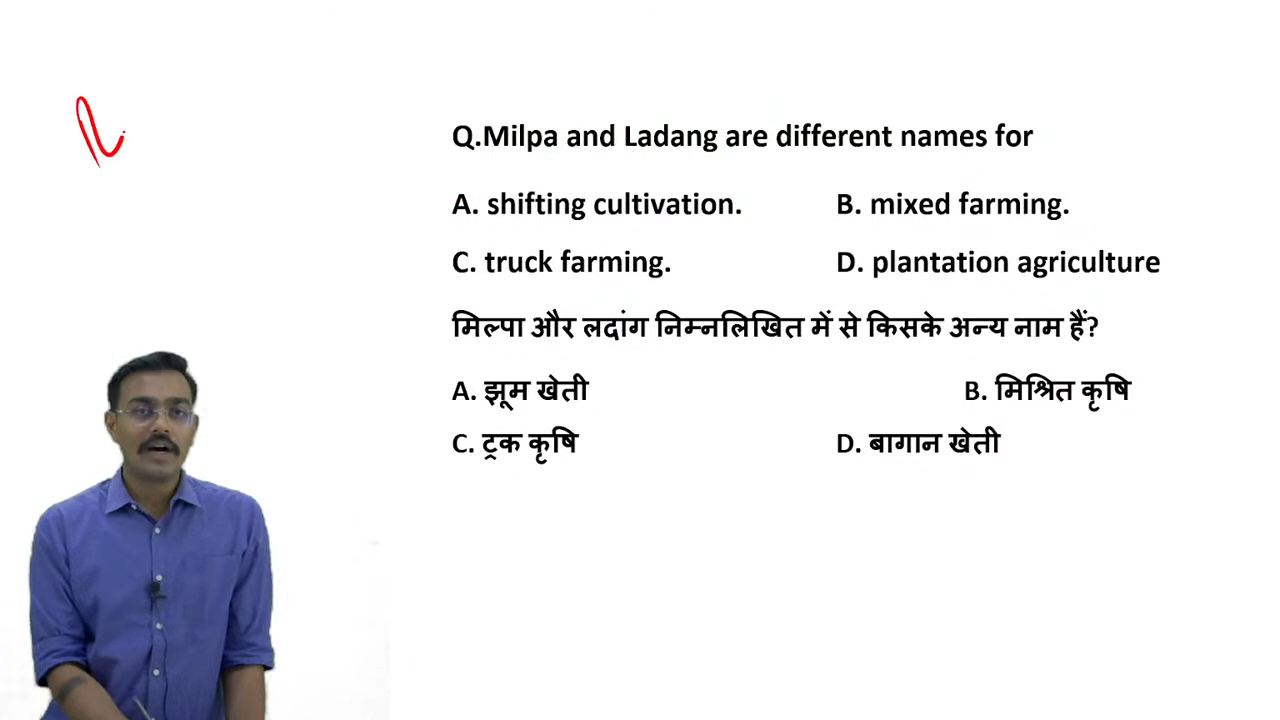 Q.Milpa and Ladang are different names for
A. shifting cultivation. B. mixed farming.
C. truck farming. D. plantation agriculture
मिल्पा और लदांग निम्नलिखित में से किसके अन्य नाम हैं?
A. झूम खेती B. मिश्रित कृषि
C. ट्रक कृषि D. बागान खेती